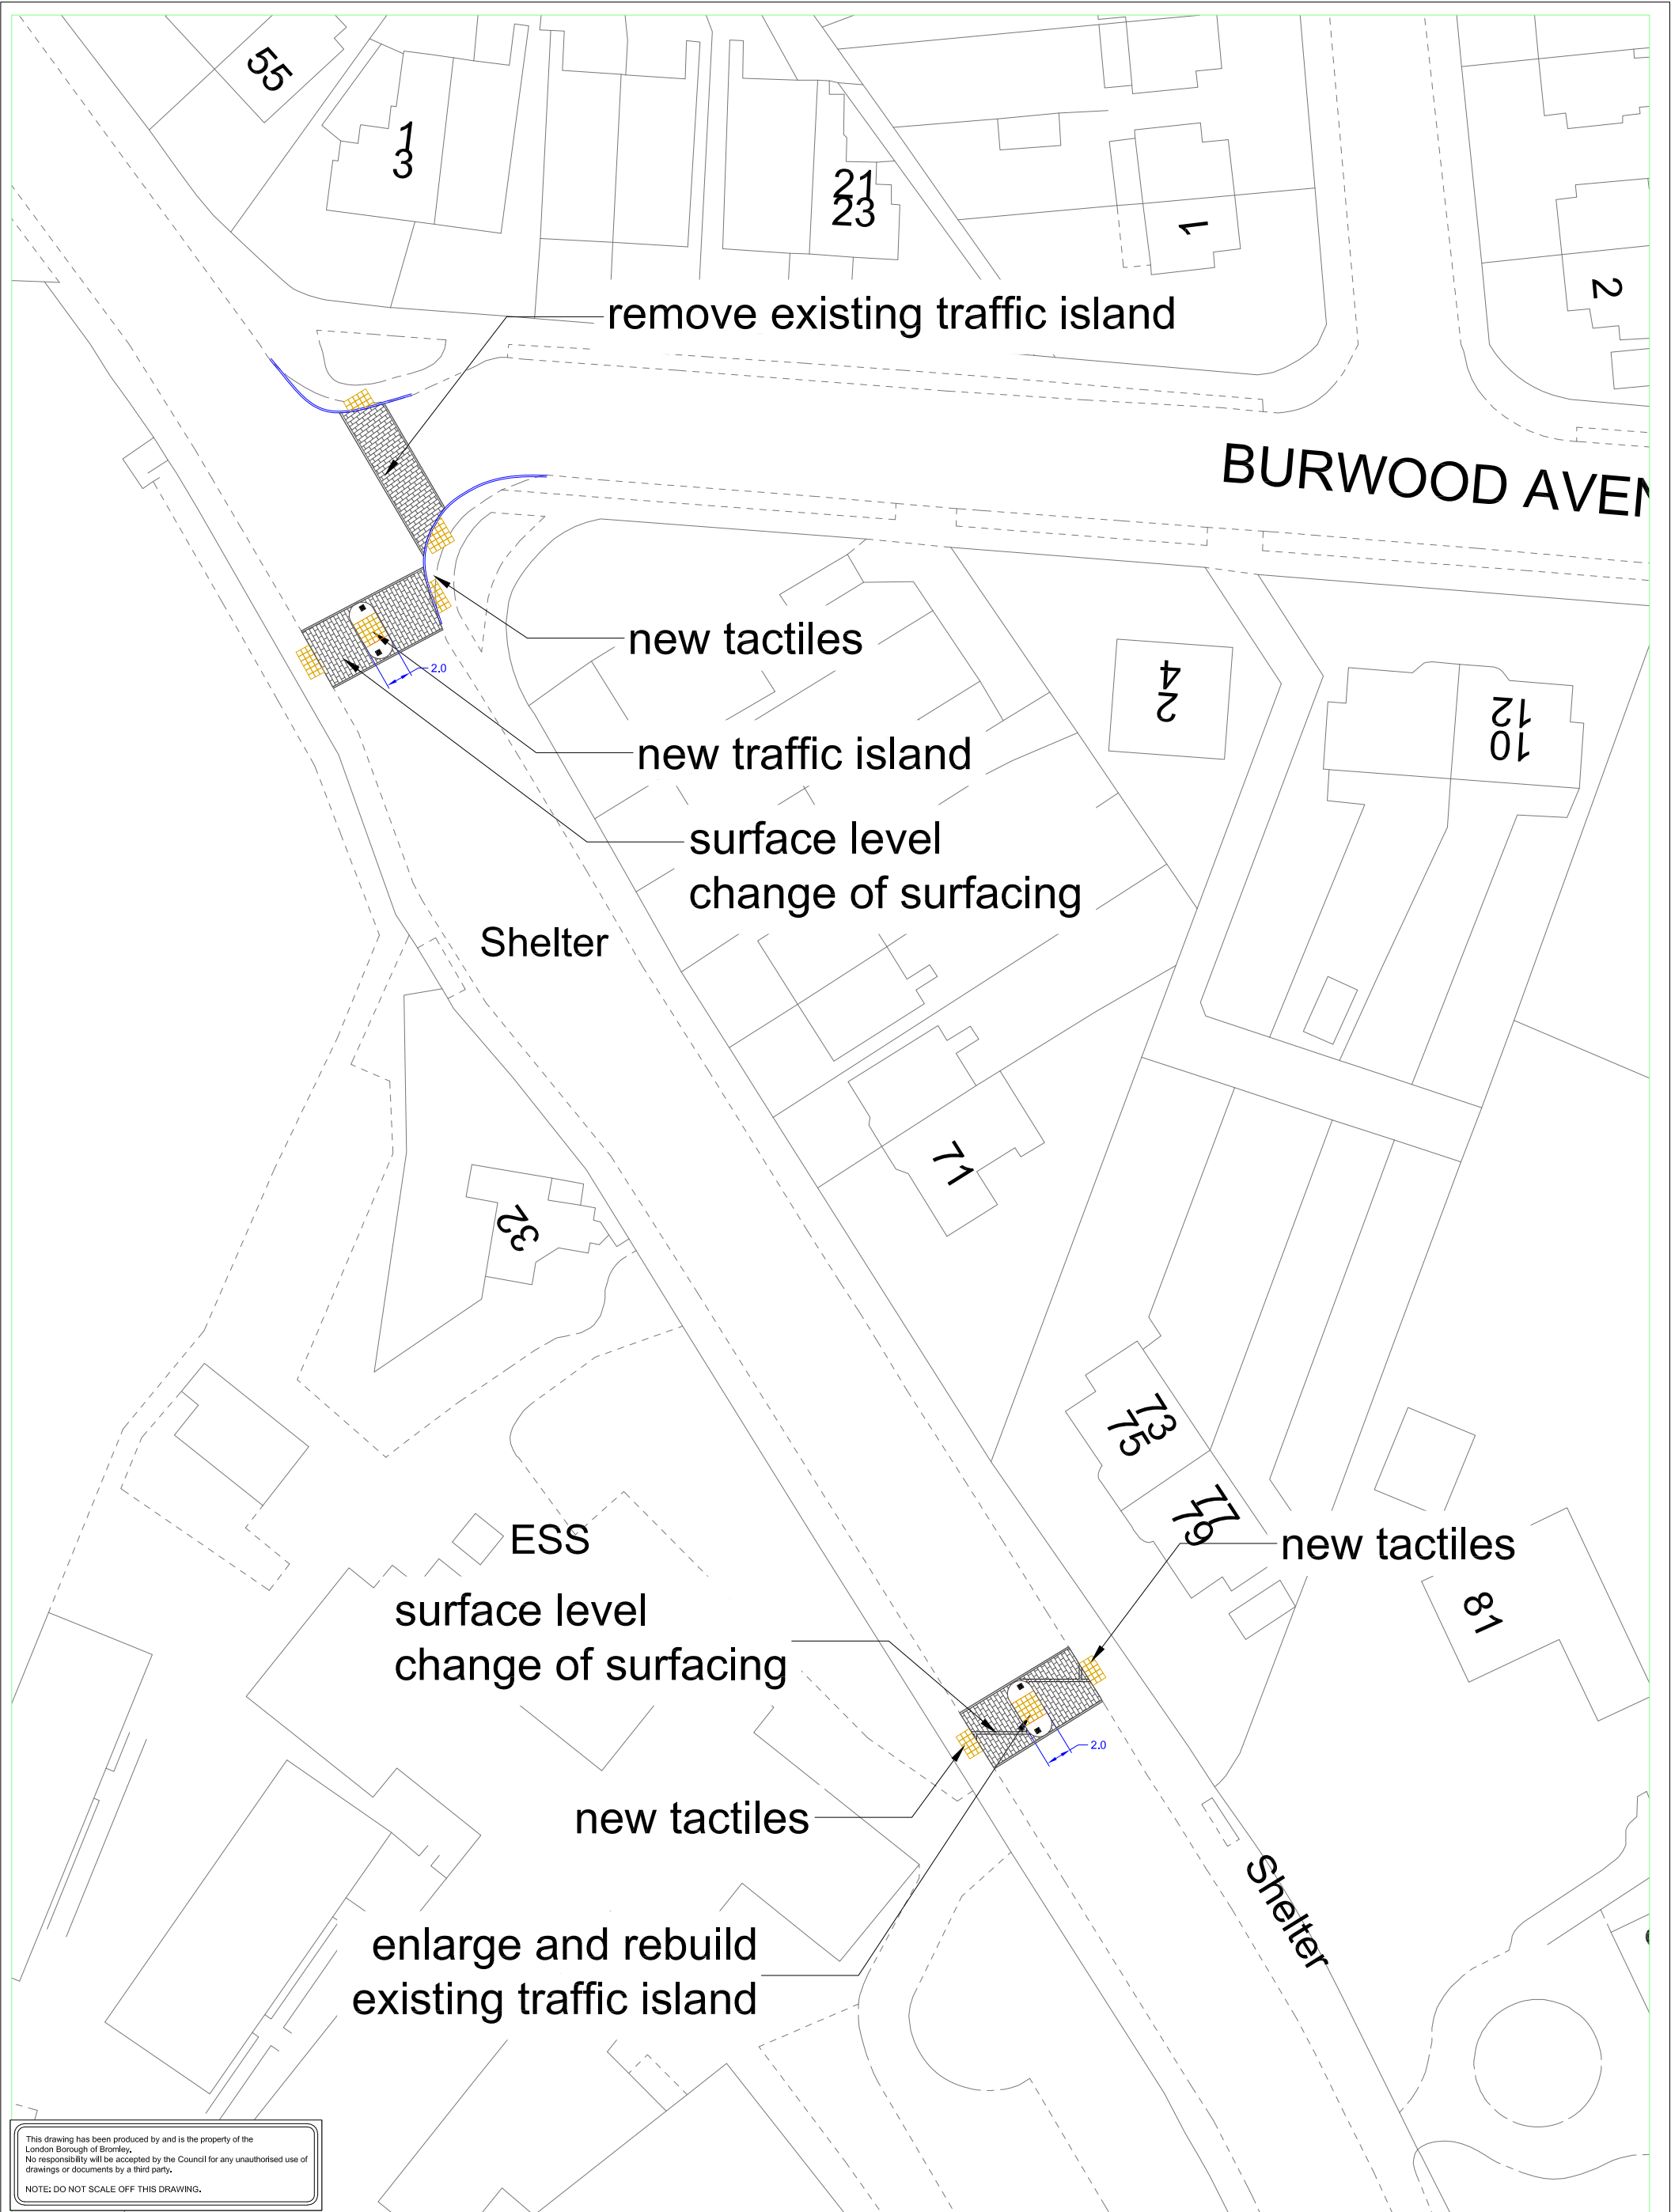 55
1
3
21
23
1
2
remove existing traffic island
BURWOOD AVEN
new tactiles
2.0
2
4
12
10
new traffic island
surface level
change of surfacing
Shelter
71
32
73
75
77
79
ESS
new tactiles
81
surface level
change of surfacing
2.0
new tactiles
Shelter
enlarge and rebuild
existing traffic island
This drawing has been produced by and is the property of the
London Borough of Bromley.
No responsibility will be accepted by the Council for any unauthorised use of
drawings or documents by a third party.
NOTE: DO NOT SCALE OFF THIS DRAWING.